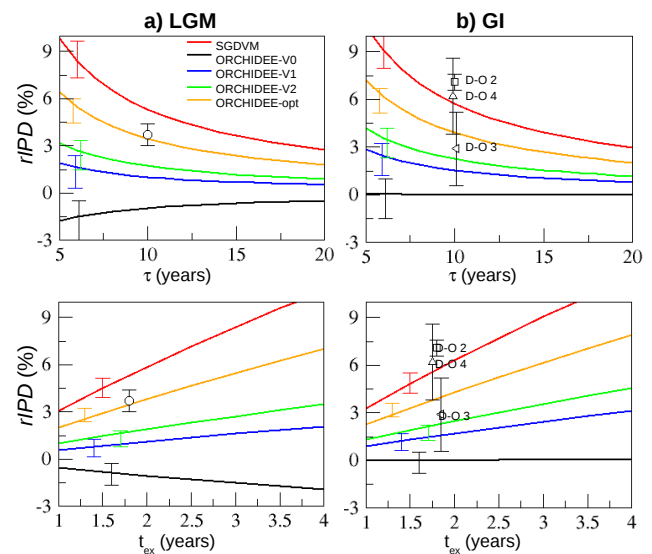 a) LGM
b) GI
9
6
3
0
-3
rIPD (%)
SGDVM
ORCHIDEE-V0
ORCHIDEE-V1
ORCHIDEE-V2
ORCHIDEE-opt
5 10 15 20
τ (years)
9
6
3
0
-3
D-O 2
D-O 4
D-O 3
5 10 15 20
τ (years)
9
6
3
0
-3
rIPD (%)
1 1.5 2 2.5 3 3.5 4
tex (years)
9
6
3
0
-3
D-O 2
D-O 4
D-O 3
1 1.5 2 2.5 3 3.5 4
tex (years)